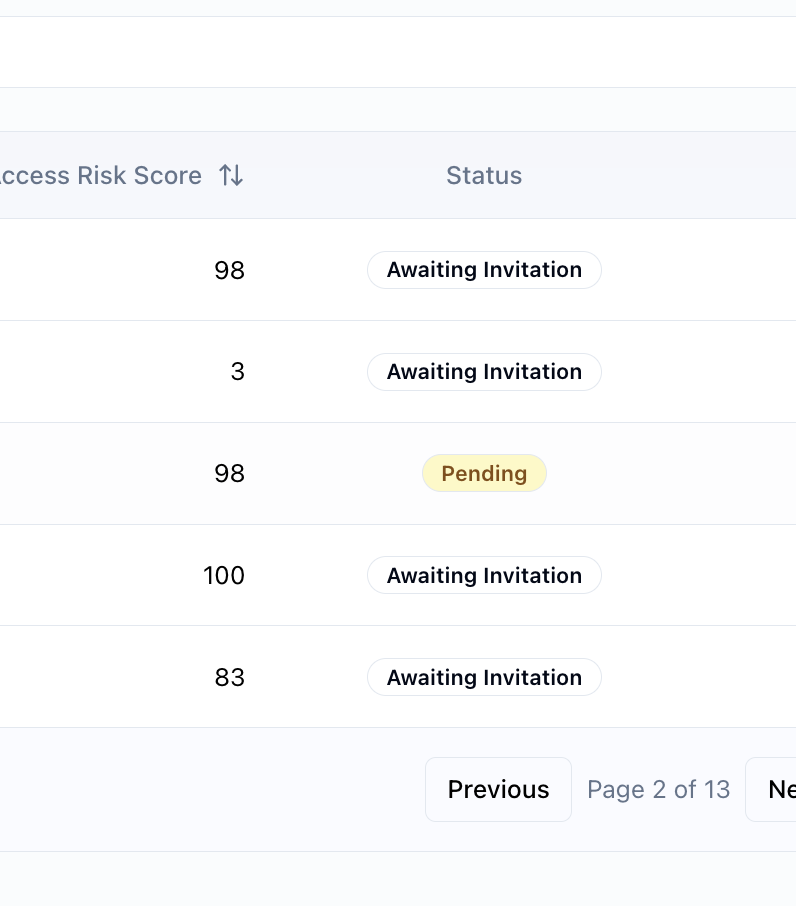 Access Risk Score Status
98 Awaiting Invitation
3 Awaiting Invitation
98 Pending
100 Awaiting Invitation
83 Awaiting Invitation
Previous Page 2 of 13 Ne